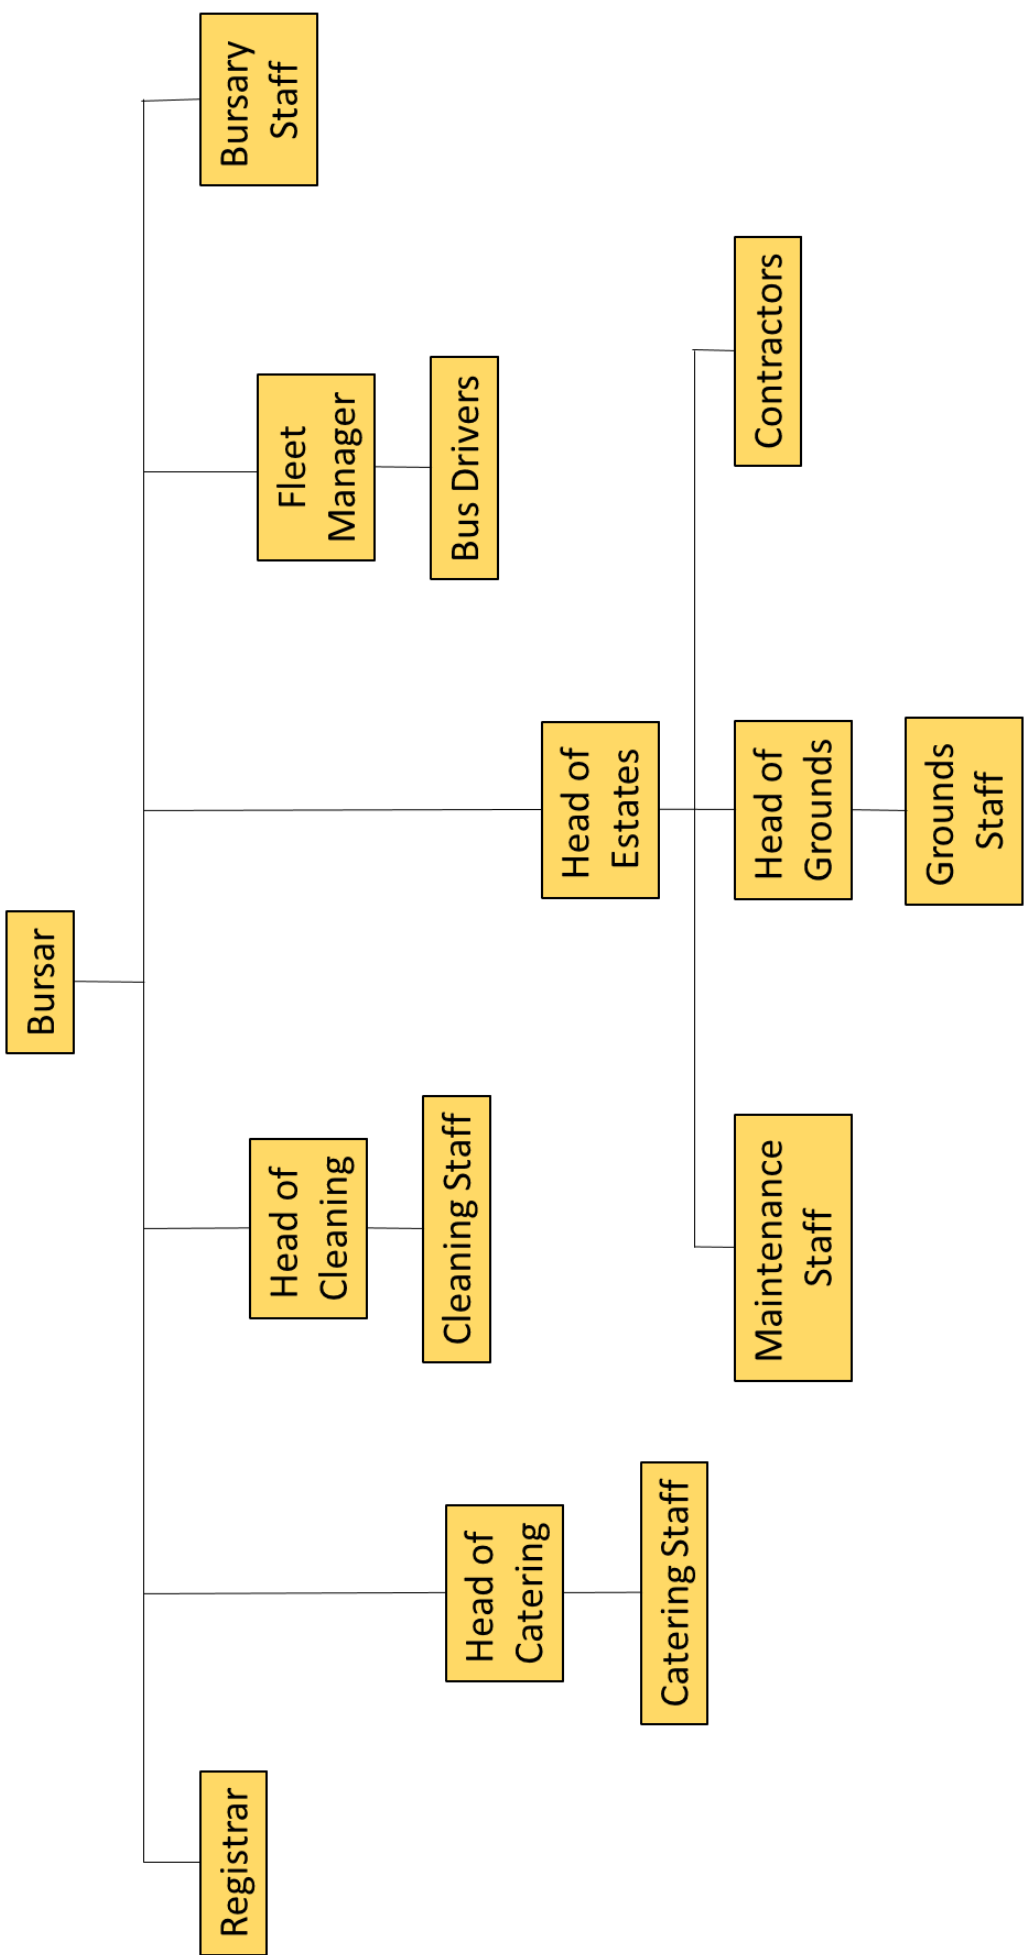 Bursar
Registrar
Head of
Catering
Catering Staff
Head of
Cleaning
Cleaning Staff
Head of
Estates
Maintenance
Staff
Head of
Grounds
Grounds
Staff
Contractors
Fleet
Manager
Bus Drivers
Bursary
Staff